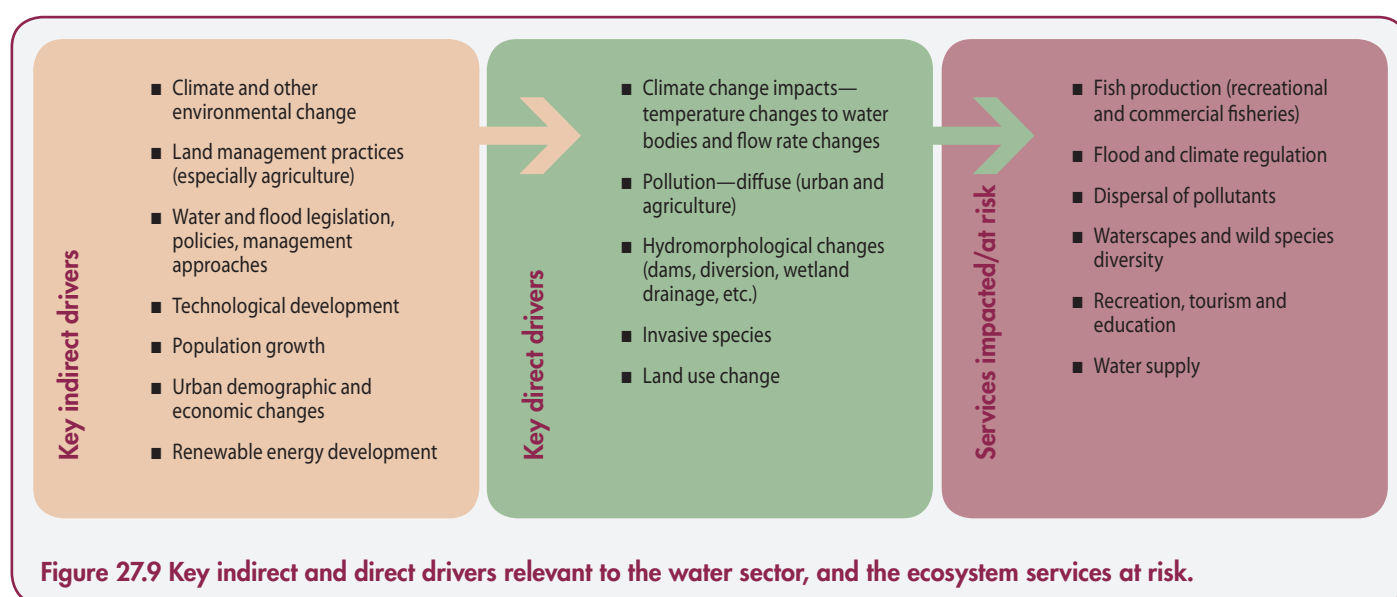 Key indirect drivers
■ Climate and other
environmental change
■ Land management practices
(especially agriculture)
■ Water and flood legislation,
policies, management
approaches
■ Technological development
■ Population growth
■ Urban demographic and
economic changes
■ Renewable energy development
Key direct drivers
■ Climate change impacts—
temperature changes to water
bodies and flow rate changes
■ Pollution—diffuse (urban and
agriculture)
■ Hydromorphological changes
(dams, diversion, wetland
drainage, etc.)
■ Invasive species
■ Land use change
Services impacted/at risk
■ Fish production (recreational
and commercial fisheries)
■ Flood and climate regulation
■ Dispersal of pollutants
■ Waterscapes and wild species
diversity
■ Recreation, tourism and
education
■ Water supply
Figure 27.9 Key indirect and direct drivers relevant to the water sector, and the ecosystem services at risk.